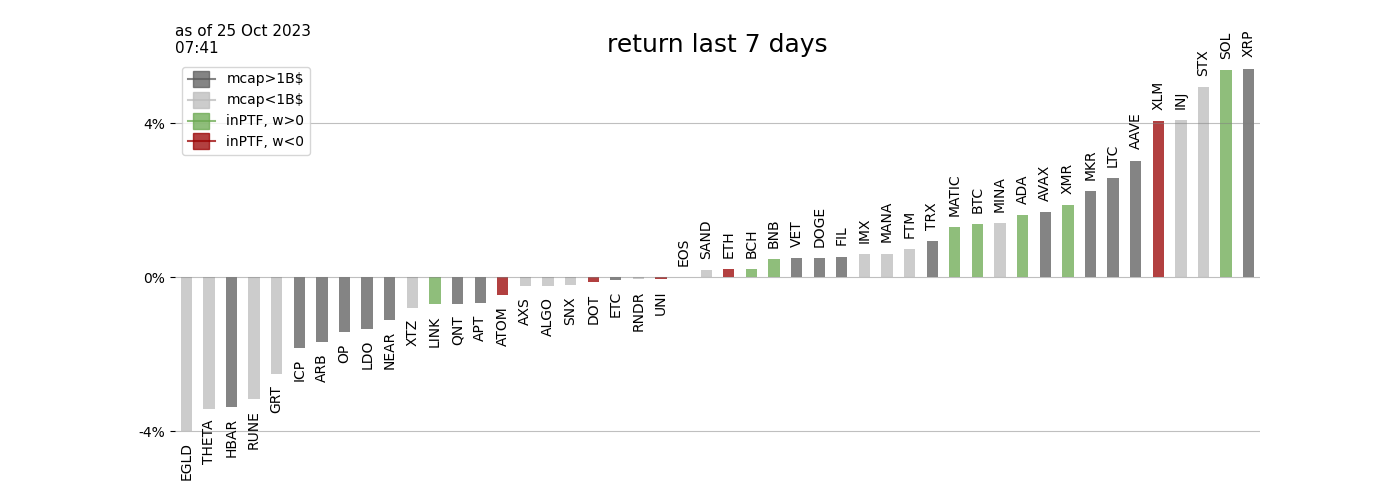 as of 25 Oct 2023
07:41
return last 7 days
mcap>1B$
mcap<1B$
inPTF, w>0
inPTF, w<0
4%
0%
-4%
EGLD
THETA
HBAR
RUNE
GRT
ICP
ARB
OP
LDO
NEAR
XTZ
LINK
QNT
APT
ATOM
AXS
ALGO
SNX
DOT
ETC
RNDR
UNI
EOS
SAND
ETH
BCH
BNB
VET
DOGE
FIL
IMX
MANA
FTM
TRX
MATIC
BTC
MINA
ADA
AVAX
XMR
MKR
LTC
AAVE
XLM
INJ
STX
SOL
XRP